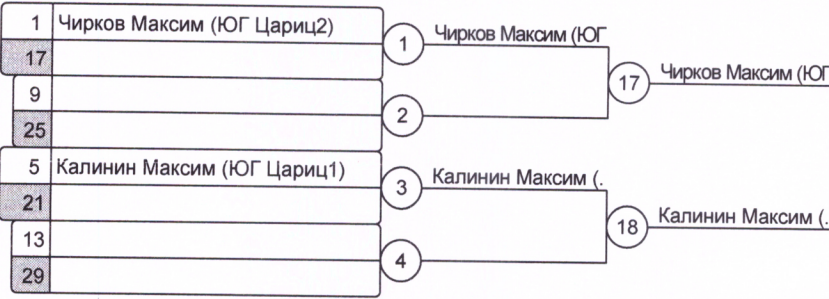 1 Чирков Максим (ЮГ Цариц2)
17
1 Чирков Максим (ЮГ
17 Чирков Максим (ЮГ
9
25
2
5 Калинин Максим (ЮГ Цариц1)
21
3 Калинин Максим (.
18 Калинин Максим (.
13
29
4